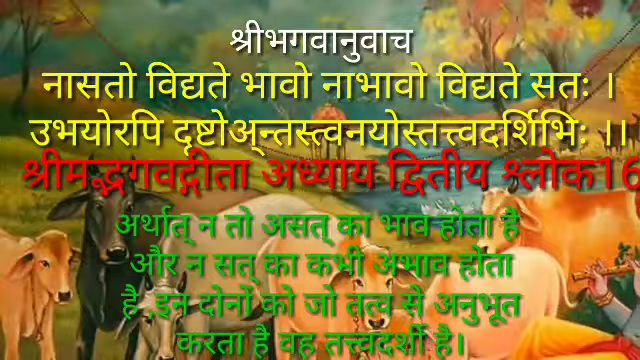 श्रीभगवानुवाच
नासतो विद्यते भावो नाभावो विद्यते सतः ।
उभयोरपि दृष्टोअ्न्तस्त्वनयोस्तत्त्वदर्शिभिः ।।
श्रीमद्भगवद्गीता अध्याय द्वितीय श्लोक16
अर्थात् न तो असत् का भाव होता है
और न सत् का कभी अभाव होता
है ,इन दोनों को जो तत्व से अनुभूत
करता है वह तत्त्वदर्शी है।